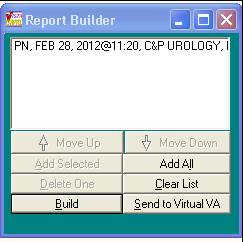 Report Builder
PN, FEB 28, 2012@11:20, C&P UROLOGY, I
Move Up
Move Down
Add Selected
Add All
Delete One
Clear List
Build
Send to Virtual VA